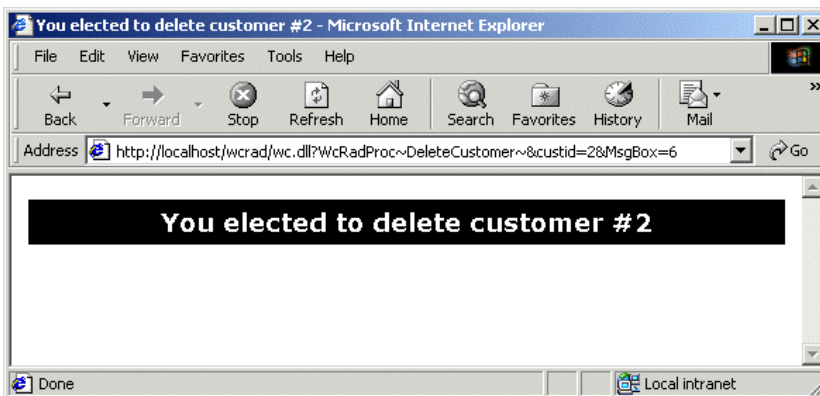 You elected to delete customer #2 - Microsoft Internet Explorer
File Edit View Favorites Tools Help
Back Forward Stop Refresh Home Search Favorites History Mail »
Address http://localhost/wcrad/wc.dll?WcRadProc~DeleteCustomer~&custid=2&MsgBox=6 Go
You elected to delete customer #2
Done Local intranet